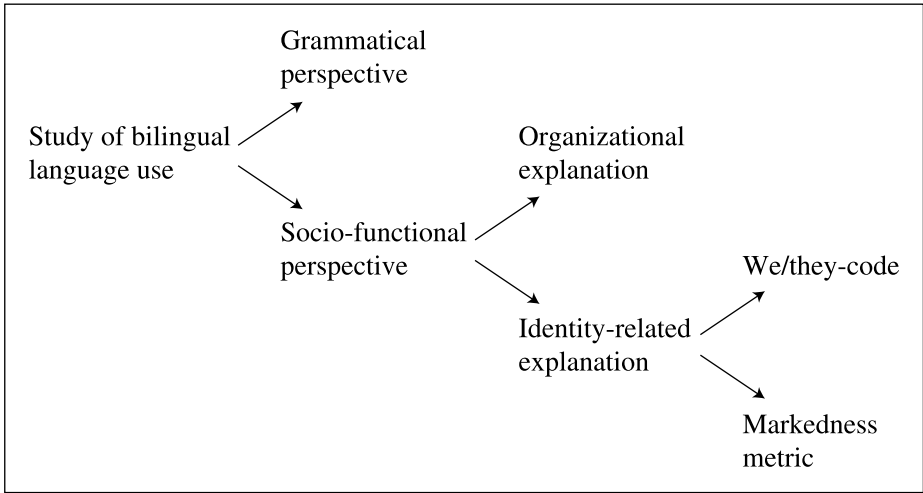 Grammatical
perspective
Study of bilingual
language use
Organizational
explanation
Socio-functional
perspective
We/they-code
Identity-related
explanation
Markedness
metric